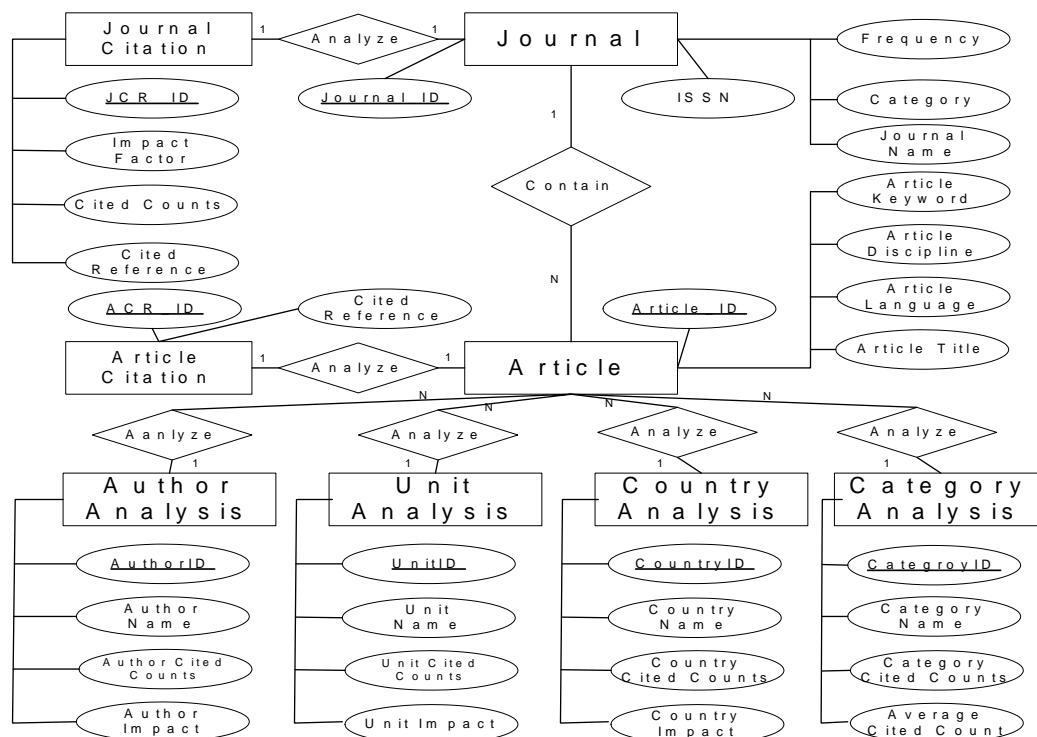 Journal
Citation
1
Analyze
1
Journal
Frequency
JCR_ID
Journal_ID
ISSN
Category
Impact
Factor
1
Journal
Name
Contain
Article
Keyword
Cited Counts
Article
Discipline
Cited
Reference
N
ACR_ID
Cited
Reference
Article_ID
Article
Language
Article
Citation
1
Analyze
1
Article
Article Title
N
N
N
N
Aanlyze
Analyze
Analyze
Analyze
1
1
1
1
Author
Analysis
Unit
Analysis
Country
Analysis
Category
Analysis
AuthorID
UnitID
CountryID
CategroyID
Author
Name
Unit
Name
Country
Name
Category
Name
Author Cited
Counts
Unit Cited
Counts
Country
Cited Counts
Category
Cited Counts
Author
Impact
Unit Impact
Country
Impact
Average
Cited Count